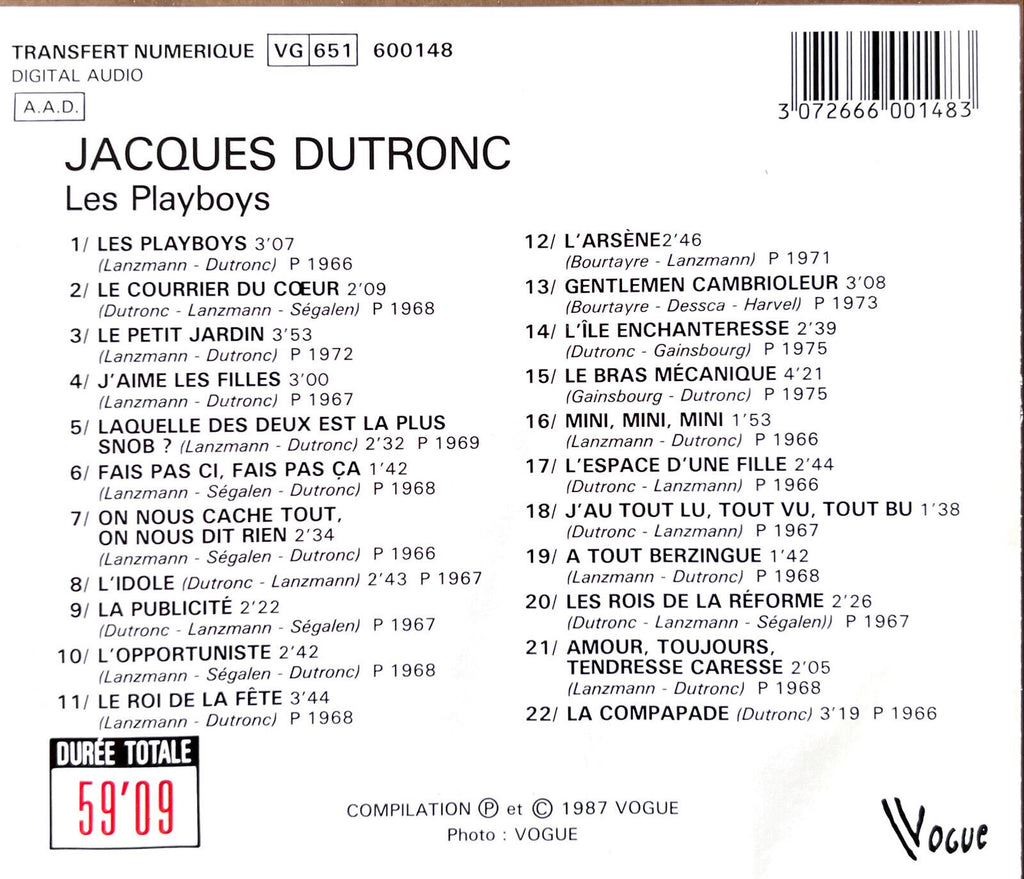 TRANSFERT NUMERIQUE VG 651 600148
DIGITAL AUDIO
A.A.D.
3 072666 001483
JACQUES DUTRONC
Les Playboys
1/ LES PLAYBOYS 3'07
(Lanzmann - Dutronc) P 1966
2/ LE COURRIER DU CŒUR 2'09
(Dutronc - Lanzmann - Ségalen) P 1968
3/ LE PETIT JARDIN 3'53
(Lanzmann - Dutronc) P 1972
4/ J'AIME LES FILLES 3'00
(Lanzmann - Dutronc) P 1967
5/ LAQUELLE DES DEUX EST LA PLUS
SNOB ? (Lanzmann - Dutronc) 2'32 P 1969
6/ FAIS PAS CI, FAIS PAS ÇA 1'42
(Lanzmann - Ségalen - Dutronc) P 1968
7/ ON NOUS CACHE TOUT,
ON NOUS DIT RIEN 2'34
(Lanzmann - Ségalen - Dutronc) P 1966
8/ L'IDOLE (Dutronc - Lanzmann) 2'43 P 1967
9/ LA PUBLICITÉ 2'22
(Dutronc - Lanzmann - Ségalen) P 1967
10/ L'OPPORTUNISTE 2'42
(Lanzmann - Ségalen - Dutronc) P 1968
11/ LE ROI DE LA FÊTE 3'44
(Lanzmann - Dutronc) P 1968
12/ L'ARSÈNE2'46
(Bourtayre - Lanzmann) P 1971
13/ GENTLEMEN CAMBRIOLEUR 3'08
(Bourtayre - Dessca - Harvel) P 1973
14/ L'ÎLE ENCHANTERESSE 2'39
(Dutronc - Gainsbourg) P 1975
15/ LE BRAS MÉCANIQUE 4'21
(Gainsbourg - Dutronc) P 1975
16/ MINI, MINI, MINI 1'53
(Lanzmann - Dutronc) P 1966
17/ L'ESPACE D'UNE FILLE 2'44
(Dutronc - Lanzmann) P 1966
18/ J'AU TOUT LU, TOUT VU, TOUT BU 1'38
(Dutronc - Lanzmann) P 1967
19/ A TOUT BERZINGUE 1'42
(Lanzmann - Dutronc) P 1968
20/ LES ROIS DE LA RÉFORME 2'26
(Dutronc - Lanzmann - Ségalen)) P 1967
21/ AMOUR, TOUJOURS,
TENDRESSE CARESSE 2'05
(Lanzmann - Dutronc) P 1968
22/ LA COMPAPADE (Dutronc) 3'19 P 1966
DURÉE TOTALE
59'09
COMPILATION ℗ et © 1987 VOGUE
Photo : VOGUE
VOGUE